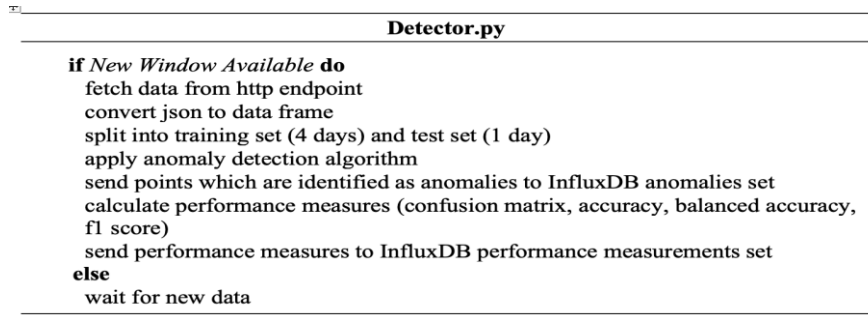 Detector.py
if New Window Available do
fetch data from http endpoint
convert json to data frame
split into training set (4 days) and test set (1 day)
apply anomaly detection algorithm
send points which are identified as anomalies to InfluxDB anomalies set
calculate performance measures (confusion matrix, accuracy, balanced accuracy,
f1 score)
send performance measures to InfluxDB performance measurements set
else
wait for new data